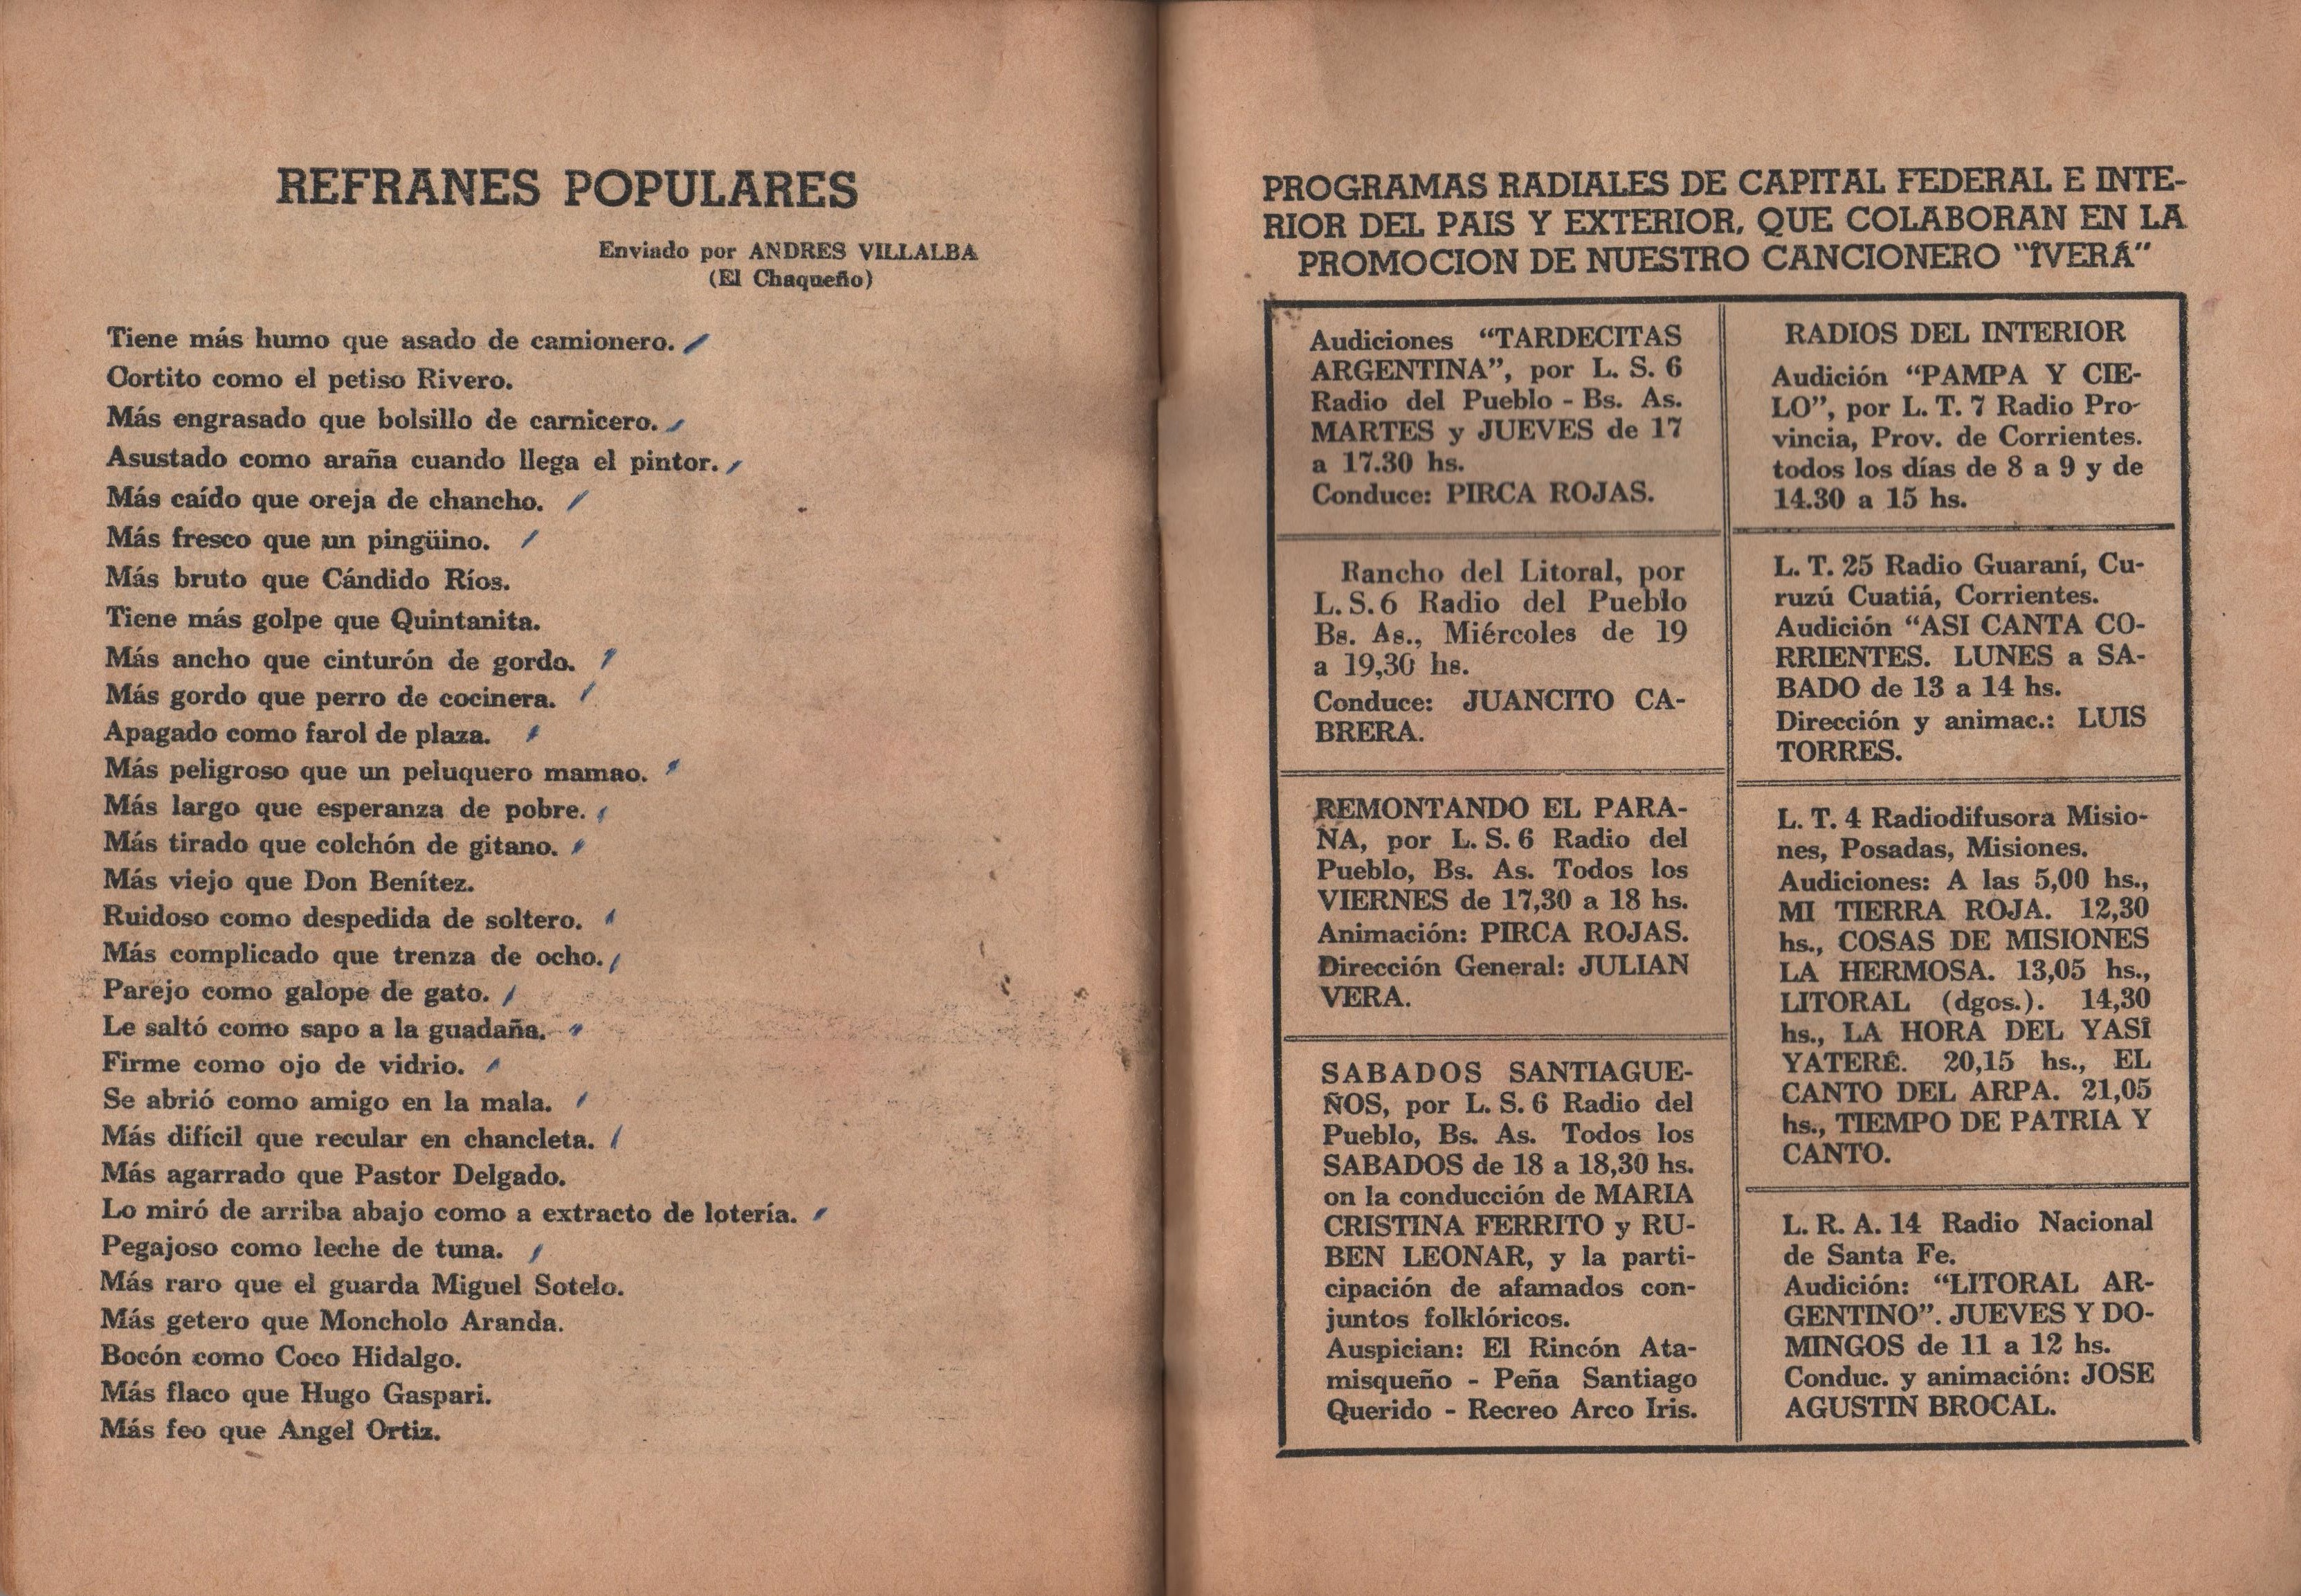 REFRANES POPULARES
Enviado por ANDRES VILLALBA
(El Chaqueño)
Tiene más humo que asado de camionero.
Cortito como el petiso Rivero.
Más engrasado que bolsillo de carnicero.
Asustado como araña cuando llega el pintor.
Más caído que oreja de chancho.
Más fresco que un pingüino.
Más bruto que Cándido Ríos.
Tiene más golpe que Quintanita.
Más ancho que cinturón de gordo.
Más gordo que perro de cocinera.
Apagado como farol de plaza.
Más peligroso que un peluquero mamao.
Más largo que esperanza de pobre.
Más tirado que colchón de gitano.
Más viejo que Don Benítez.
Ruidoso como despedida de soltero.
Más complicado que trenza de ocho.
Parejo como galope de gato.
Le saltó como sapo a la guadaña.
Firme como ojo de vidrio.
Se abrió como amigo en la mala.
Más difícil que recular en chancleta.
Más agarrado que Pastor Delgado.
Lo miró de arriba abajo como a extracto de lotería.
Pegajoso como leche de tuna.
Más raro que el guarda Miguel Sotelo.
Más getero que Moncholo Aranda.
Bocón como Coco Hidalgo.
Más flaco que Hugo Gaspari.
Más feo que Angel Ortiz.
PROGRAMAS RADIALES DE CAPITAL FEDERAL E INTE-
RIOR DEL PAIS Y EXTERIOR, QUE COLABORAN EN LA
PROMOCION DE NUESTRO CANCIONERO "ÎVERÁ"
Audiciones "TARDECITAS
ARGENTINA", por L. S. 6
Radio del Pueblo - Bs. As.
MARTES y JUEVES de 17
a 17.30 hs.
Conduce: PIRCA ROJAS.
Rancho del Litoral, por
L. S. 6 Radio del Pueblo
Bs. As., Miércoles de 19
a 19,30 hs.
Conduce: JUANCITO CA-
BRERA.
REMONTANDO EL PARA-
NA, por L. S. 6 Radio del
Pueblo, Bs. As. Todos los
VIERNES de 17,30 a 18 hs.
Animación: PIRCA ROJAS.
Dirección General: JULIAN
VERA.
SABADOS SANTIAGUE-
ÑOS, por L. S. 6 Radio del
Pueblo, Bs. As. Todos los
SABADOS de 18 a 18,30 hs.
on la conducción de MARIA
CRISTINA FERRITO y RU-
BEN LEONAR, y la parti-
cipación de afamados con-
juntos folklóricos.
Auspician: El Rincón Ata-
misqueño - Peña Santiago
Querido - Recreo Arco Iris.
RADIOS DEL INTERIOR
Audición "PAMPA Y CIE-
LO", por L. T. 7 Radio Pro-
vincia, Prov. de Corrientes.
todos los días de 8 a 9 y de
14.30 a 15 hs.
L. T. 25 Radio Guaraní, Cu-
ruzú Cuatiá, Corrientes.
Audición "ASI CANTA CO-
RRIENTES. LUNES a SA-
BADO de 13 a 14 hs.
Dirección y animac.: LUIS
TORRES.
L. T. 4 Radiodifusora Misio-
nes, Posadas, Misiones.
Audiciones: A las 5,00 hs.,
MI TIERRA ROJA. 12,30
hs., COSAS DE MISIONES
LA HERMOSA. 13,05 hs.,
LITORAL (dgos.). 14,30
hs., LA HORA DEL YASÎ
YATERÉ. 20,15 hs., EL
CANTO DEL ARPA. 21,05
hs., TIEMPO DE PATRIA Y
CANTO.
L. R. A. 14 Radio Nacional
de Santa Fe.
Audición: "LITORAL AR-
GENTINO". JUEVES Y DO-
MINGOS de 11 a 12 hs.
Conduc. y animación: JOSE
AGUSTIN BROCAL.